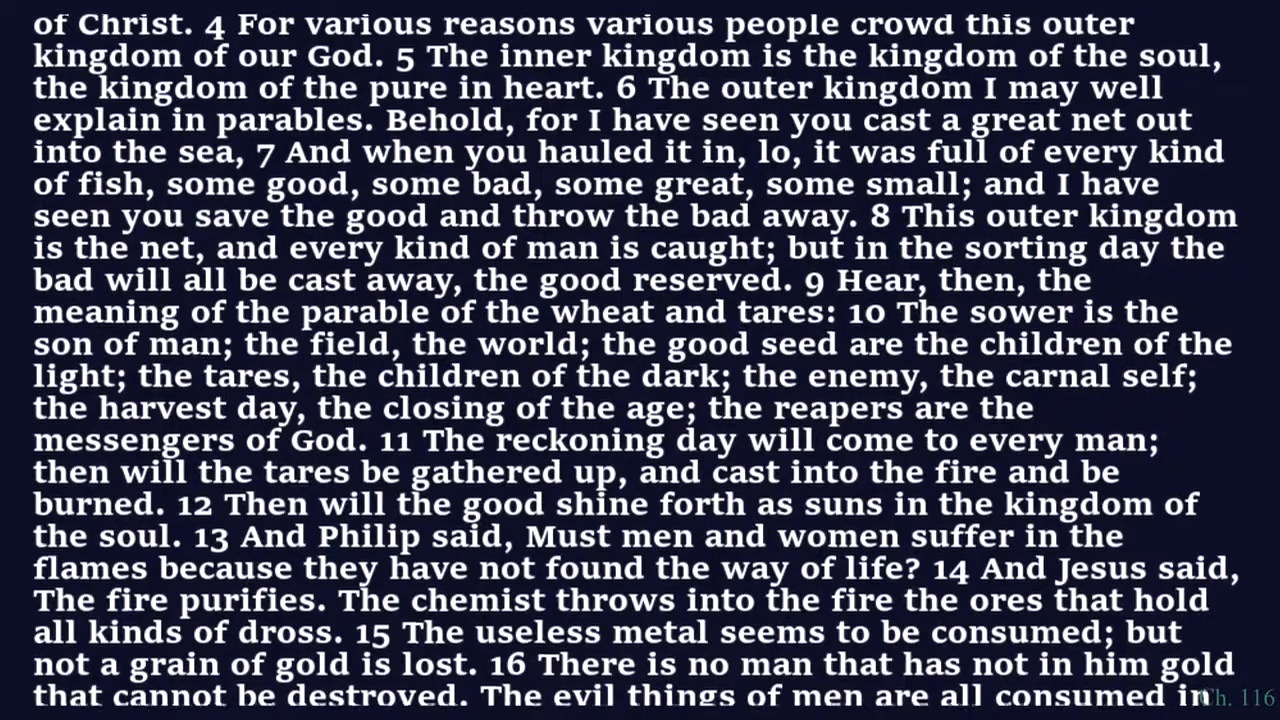 of Christ. 4 For various reasons various people crowd this outer
kingdom of our God. 5 The inner kingdom is the kingdom of the soul,
the kingdom of the pure in heart. 6 The outer kingdom I may well
explain in parables. Behold, for I have seen you cast a great net out
into the sea, 7 And when you hauled it in, lo, it was full of every kind
of fish, some good, some bad, some great, some small; and I have
seen you save the good and throw the bad away. 8 This outer kingdom
is the net, and every kind of man is caught; but in the sorting day the
bad will all be cast away, the good reserved. 9 Hear, then, the
meaning of the parable of the wheat and tares: 10 The sower is the
son of man; the field, the world; the good seed are the children of the
light; the tares, the children of the dark; the enemy, the carnal self;
the harvest day, the closing of the age; the reapers are the
messengers of God. 11 The reckoning day will come to every man;
then will the tares be gathered up, and cast into the fire and be
burned. 12 Then will the good shine forth as suns in the kingdom of
the soul. 13 And Philip said, Must men and women suffer in the
flames because they have not found the way of life? 14 And Jesus said,
The fire purifies. The chemist throws into the fire the ores that hold
all kinds of dross. 15 The useless metal seems to be consumed; but
not a grain of gold is lost. 16 There is no man that has not in him gold
that cannot be destroyed. The evil things of men are all consumed in
Ch. 116